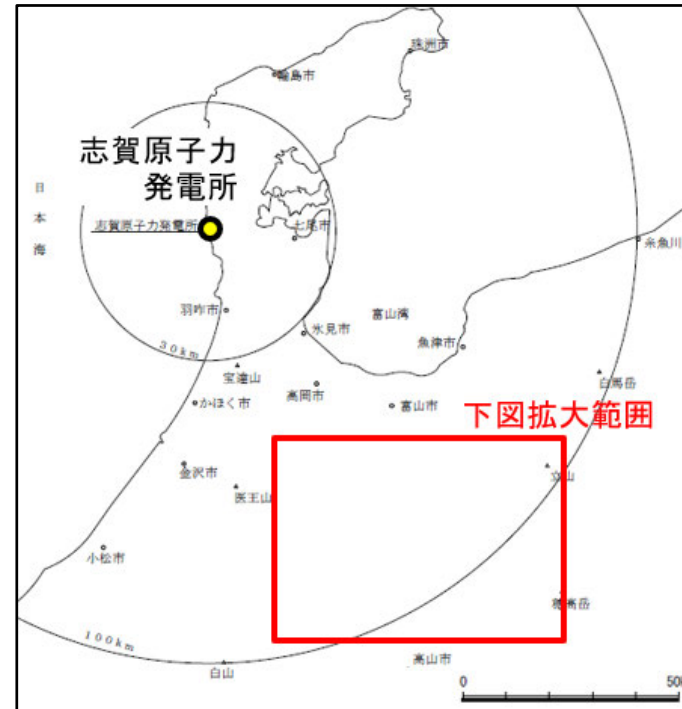 珠洲市
輪島市
志賀原子力
発電所
日本海
志賀原子力発電所
七尾市
糸魚川
羽咋市
富山湾
氷見市
魚津市
30km
宝達山
白馬岳
高岡市
かほく市
富山市
下図拡大範囲
金沢市
立山
医王山
小松市
穂高岳
100km
高山市
白山
0
500